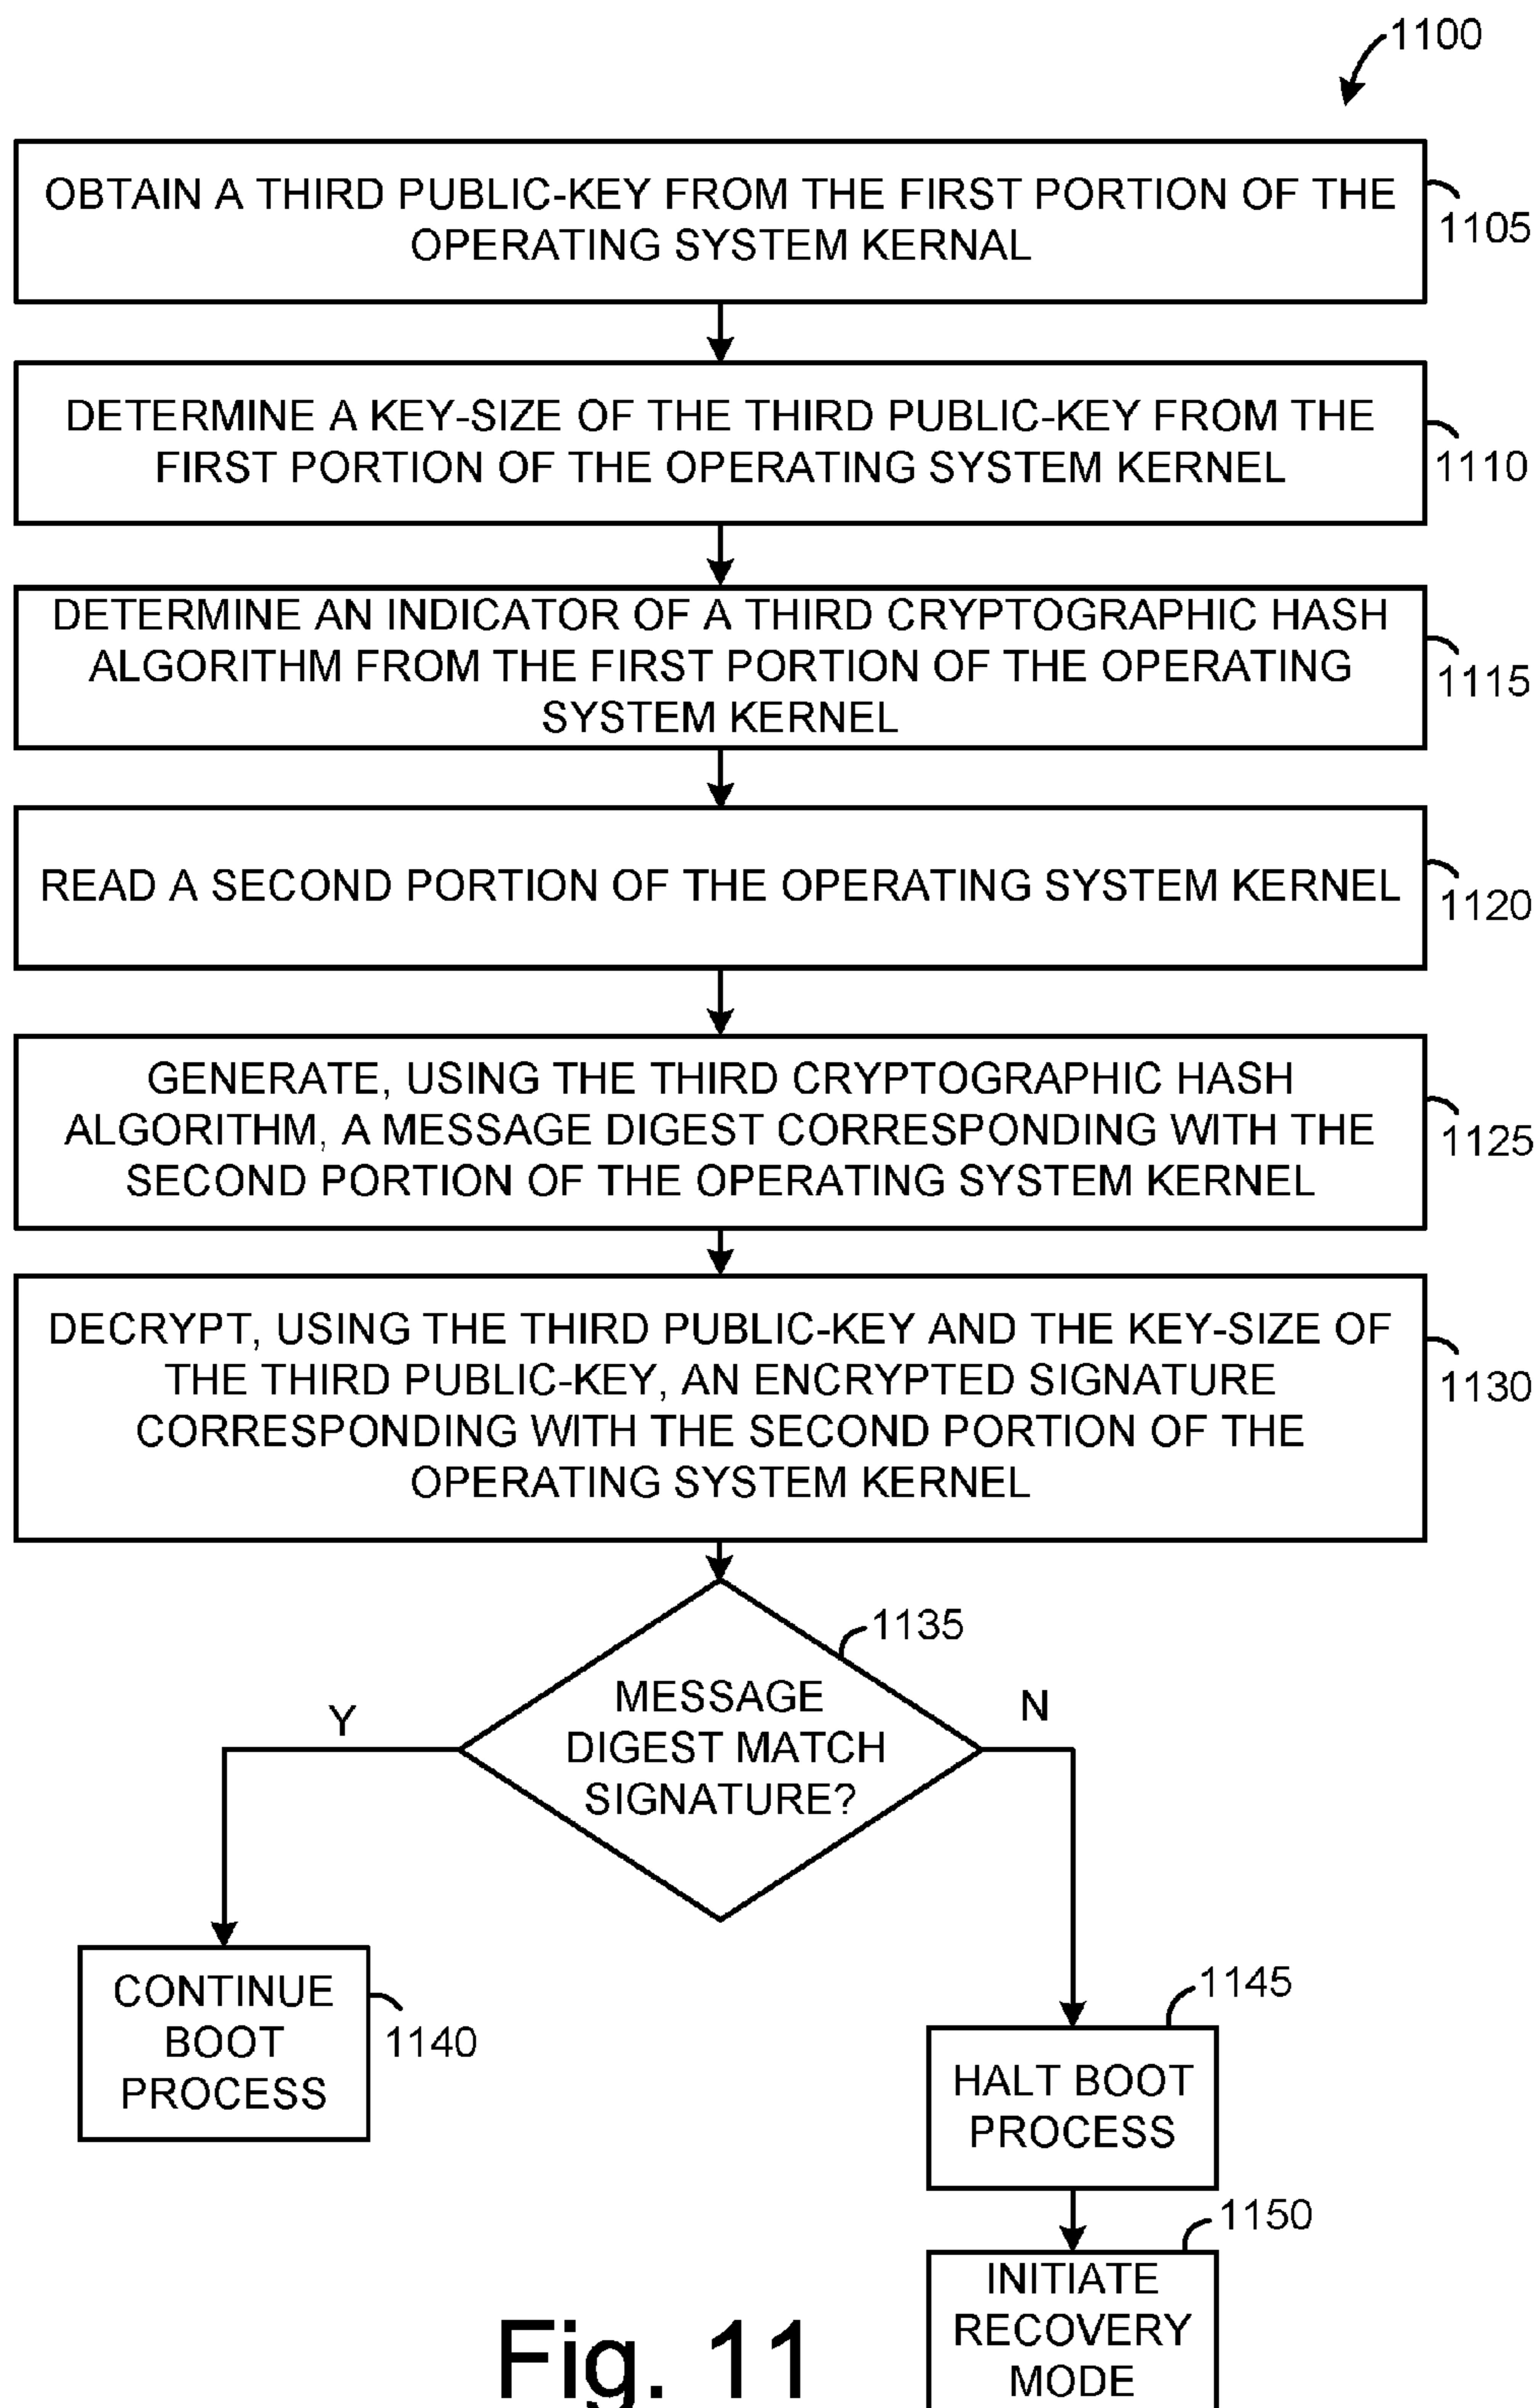 1100
OBTAIN A THIRD PUBLIC-KEY FROM THE FIRST PORTION OF THE
OPERATING SYSTEM KERNAL
1105
DETERMINE A KEY-SIZE OF THE THIRD PUBLIC-KEY FROM THE
FIRST PORTION OF THE OPERATING SYSTEM KERNEL
1110
DETERMINE AN INDICATOR OF A THIRD CRYPTOGRAPHIC HASH
ALGORITHM FROM THE FIRST PORTION OF THE OPERATING
SYSTEM KERNEL
1115
READ A SECOND PORTION OF THE OPERATING SYSTEM KERNEL
1120
GENERATE, USING THE THIRD CRYPTOGRAPHIC HASH
ALGORITHM, A MESSAGE DIGEST CORRESPONDING WITH THE
SECOND PORTION OF THE OPERATING SYSTEM KERNEL
1125
DECRYPT, USING THE THIRD PUBLIC-KEY AND THE KEY-SIZE OF
THE THIRD PUBLIC-KEY, AN ENCRYPTED SIGNATURE
CORRESPONDING WITH THE SECOND PORTION OF THE
OPERATING SYSTEM KERNEL
1130
1135
MESSAGE
DIGEST MATCH
SIGNATURE?
Y
N
CONTINUE
BOOT
PROCESS
1140
1145
HALT BOOT
PROCESS
1150
INITIATE
RECOVERY
MODE
Fig. 11